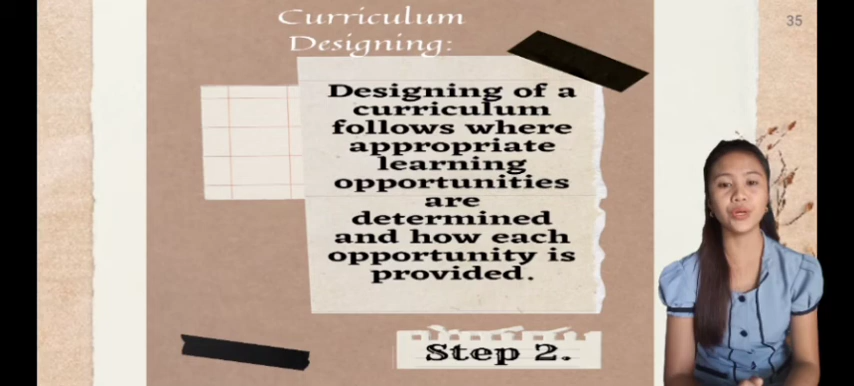 35
Curriculum
Designing:
Designing of a
curriculum
follows where
appropriate
learning
opportunities
are
determined
and how each
opportunity is
provided.
Step 2.